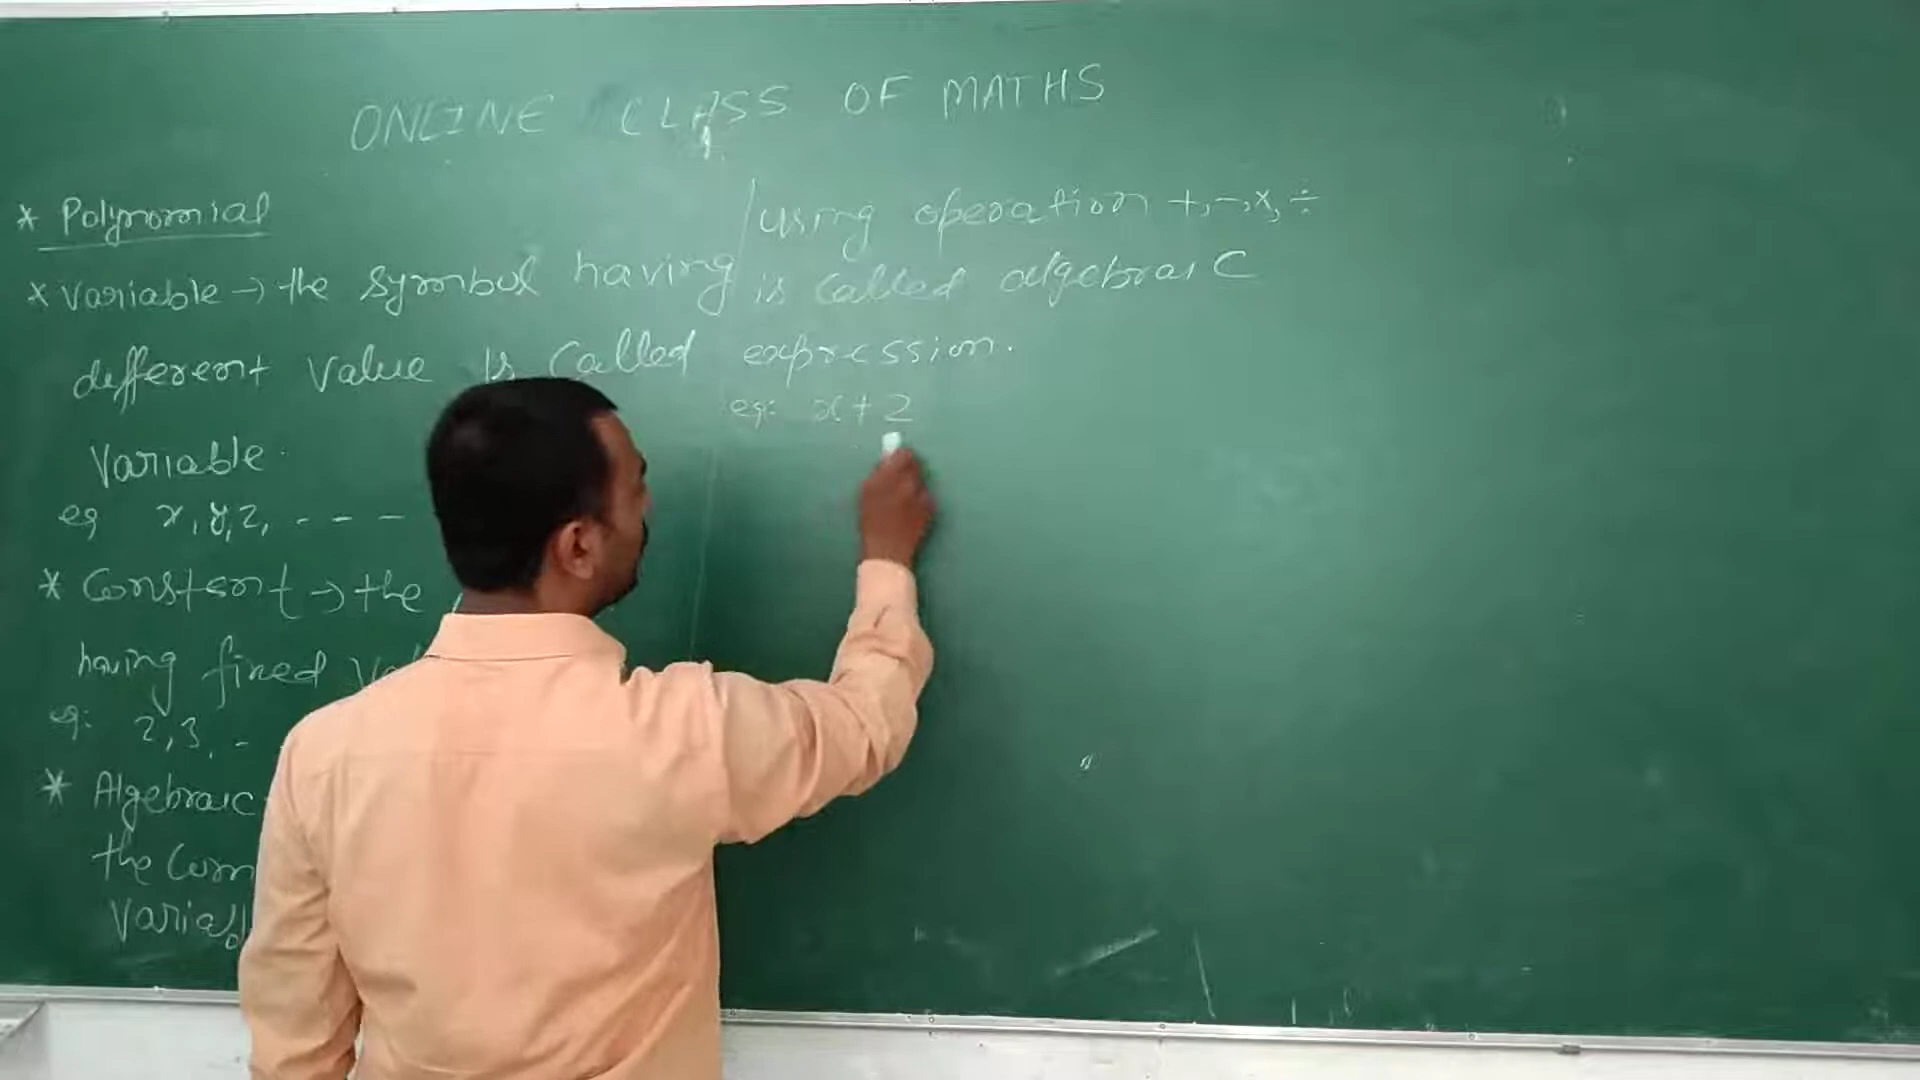 ONLINE CLASS OF MATHS
* Polynomial
* Variable → the symbol having
different value is called
Variable.
eg x, y, z, - - - -
* Constant → the
having fixed
eg: 2, 3, -
* Algebraic
the
using operation +, -, x, ÷
is called algebraic
expression.
eg: x + 2